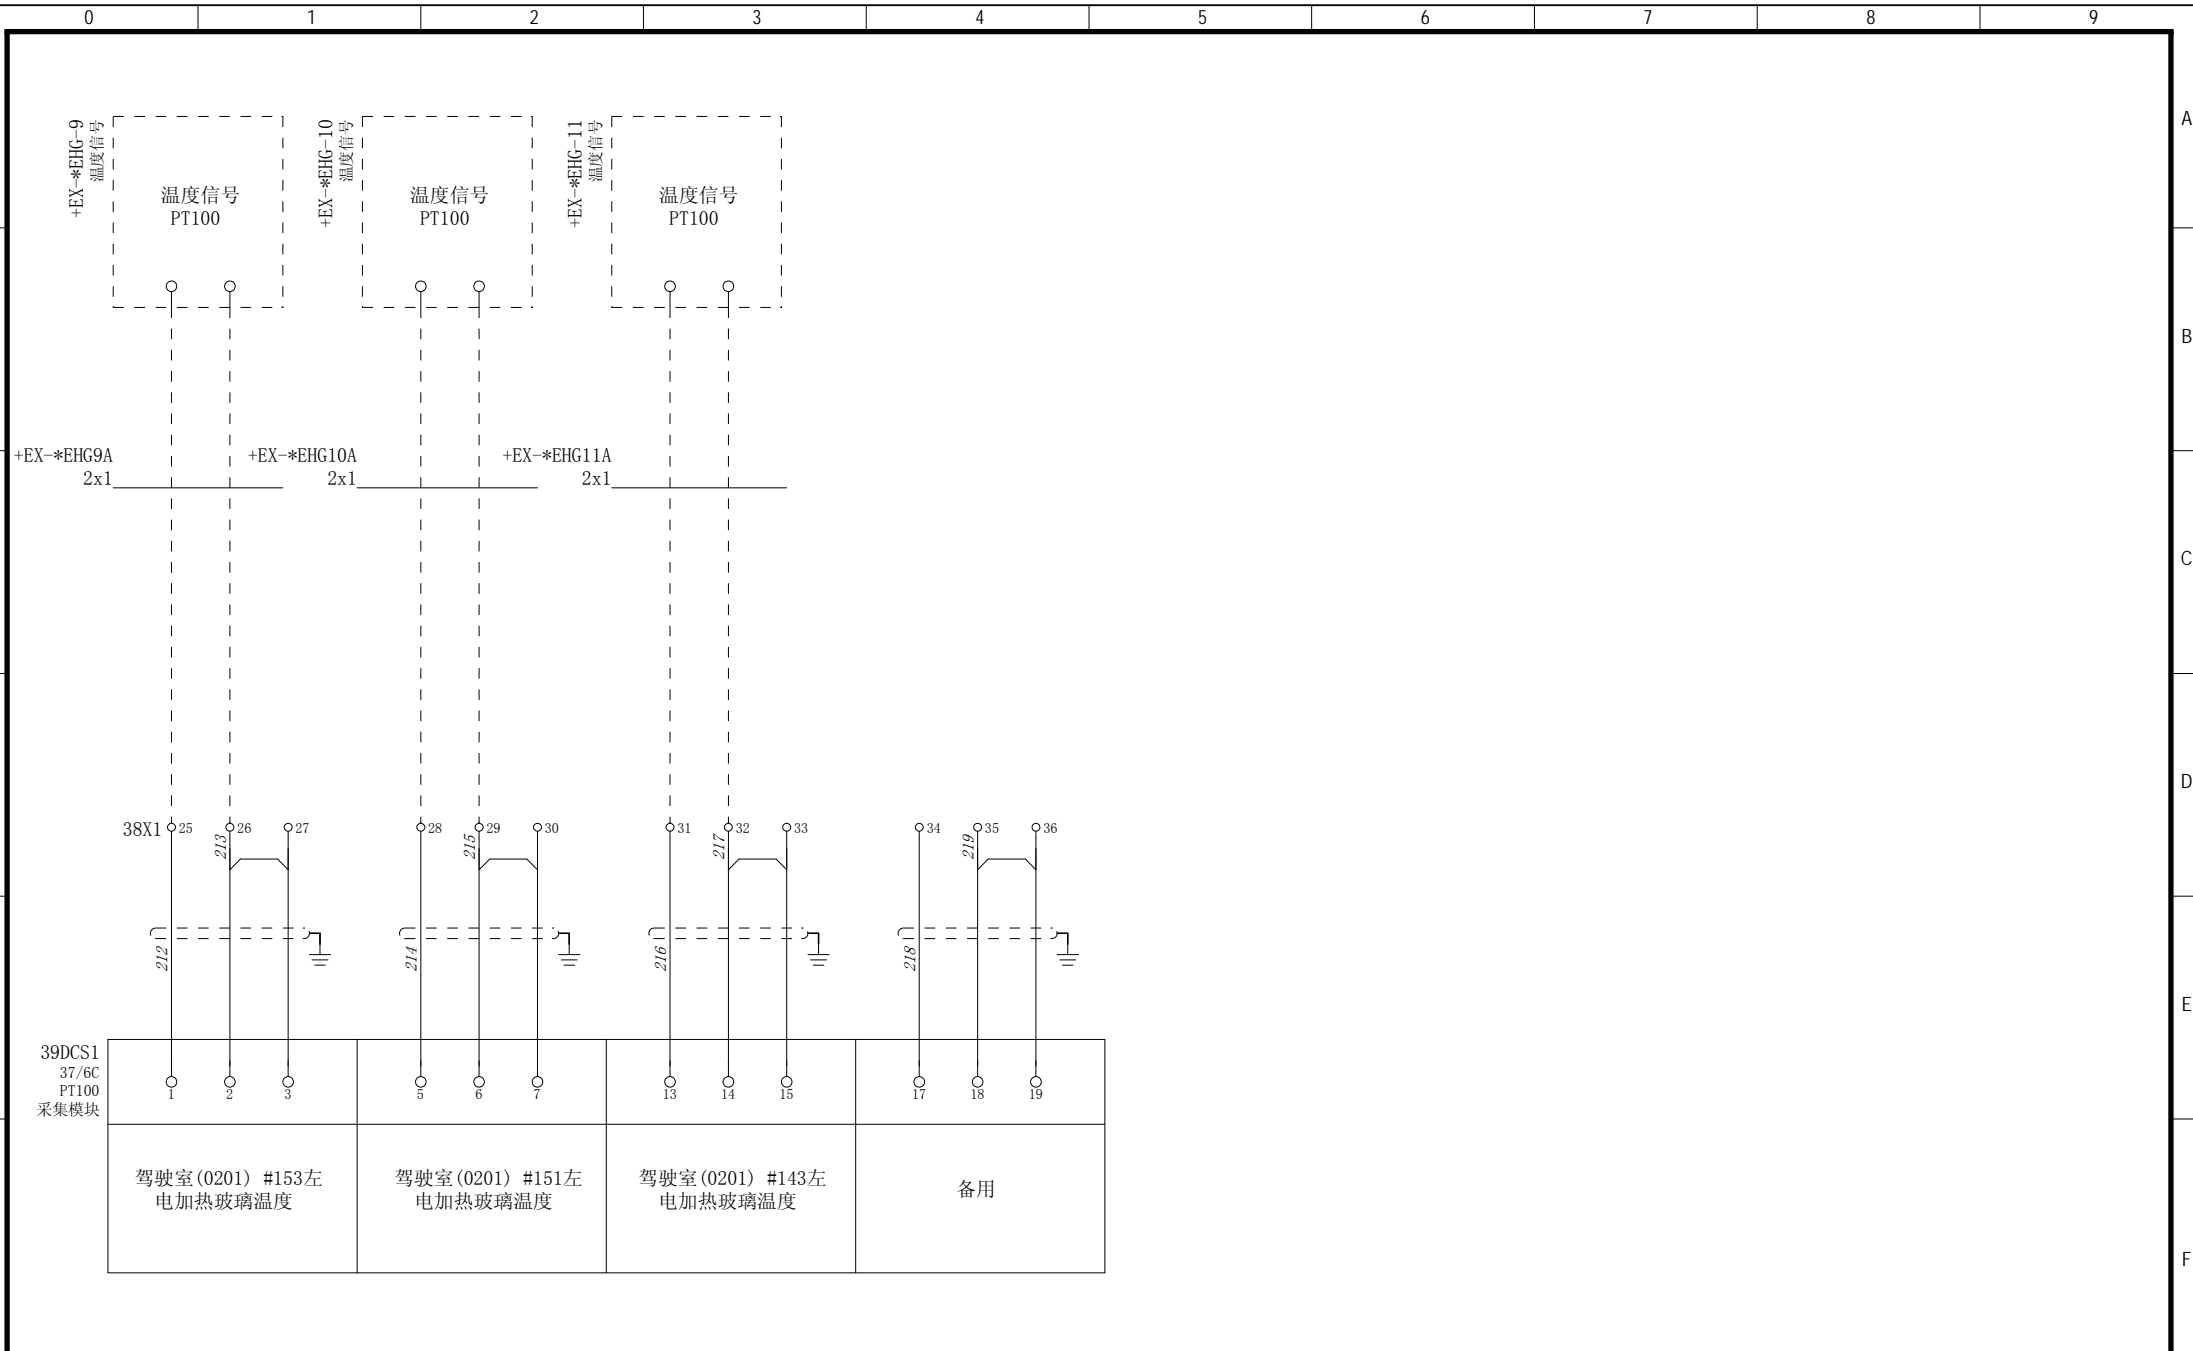 0 1 2 3 4 5 6 7 8 9
A
B
C
D
E
F
+EX-*EHG-9
温度信号
温度信号
PT100
+EX-*EHG-10
温度信号
温度信号
PT100
+EX-*EHG-11
温度信号
温度信号
PT100
+EX-*EHG9A
2x1
+EX-*EHG10A
2x1
+EX-*EHG11A
2x1
38X1 25 26 27 28 29 30 31 32 33 34 35 36
213 215 217 219
212 214 216 218
39DCS1
37/6C
PT100
采集模块
1 2 3 5 6 7 13 14 15 17 18 19
驾驶室(0201) #153左
电加热玻璃温度
驾驶室(0201) #151左
电加热玻璃温度
驾驶室(0201) #143左
电加热玻璃温度
备用